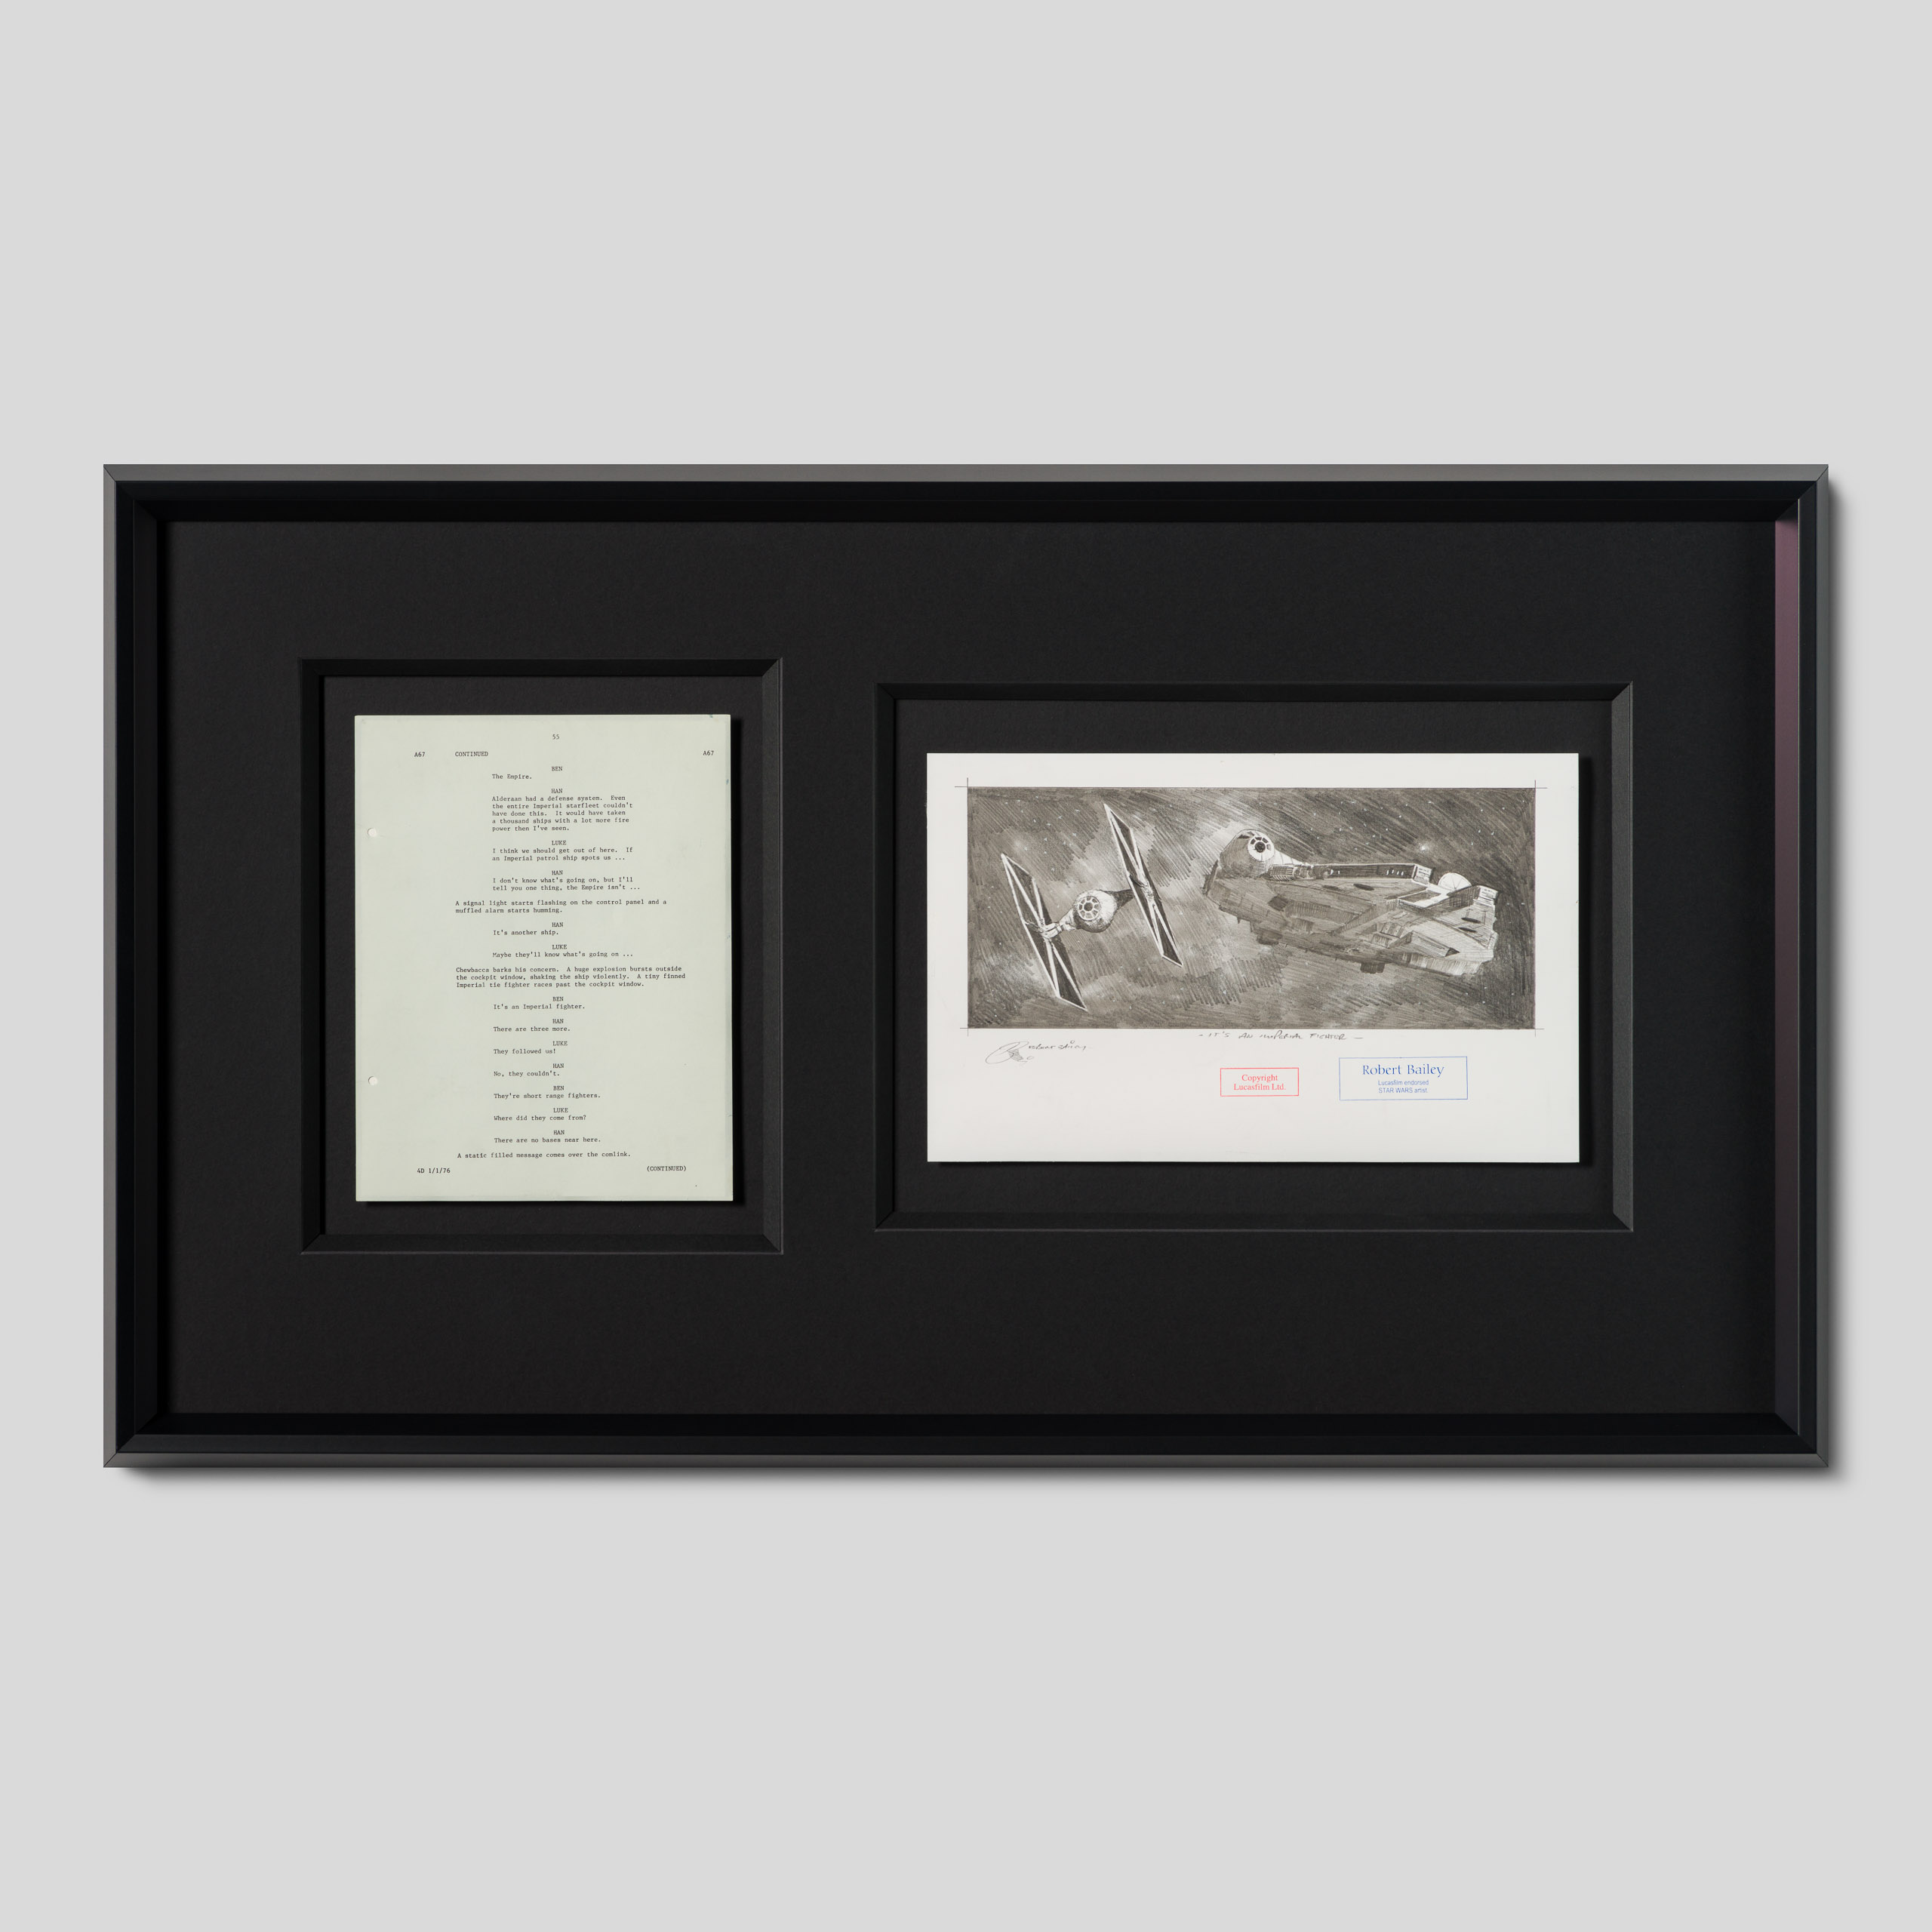 53
A67 CONTINUED A67
BEN
The Empire.
HAN
Alderaan had a defense system. Even
the entire Imperial starfleet couldn't
have done this. It would have taken
a thousand ships with a lot more fire
power then I've seen.
LUKE
I think we should get out of here. If
an Imperial patrol ship spots us ...
HAN
I don't know what's going on, but I'll
tell you one thing, the Empire isn't ...
A signal light starts flashing on the control panel and a
muffled alarm starts humming.
HAN
It's another ship.
LUKE
Maybe they'll know what's going on ...
Chewbacca barks his concern. A huge explosion bursts outside
the cockpit window, shaking the ship violently. A tiny finned
Imperial tie fighter races past the cockpit window.
BEN
It's an Imperial fighter.
HAN
There are three more.
LUKE
They followed us!
HAN
No, they couldn't.
BEN
They're short range fighters.
LUKE
Where did they come from?
HAN
There are no bases near here.
A static filled message comes over the comlink.
4D 1/1/76 (CONTINUED)
- IT'S AN IMPERIAL FIGHTER -
Copyright
Lucasfilm Ltd.
Robert Bailey
Lucasfilm endorsed
STAR WARS artist.